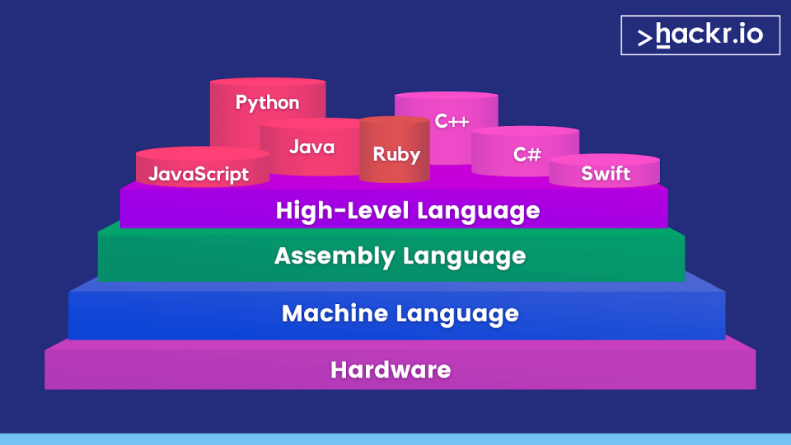 >hackr.io
Python
C++
Java
Ruby
C#
JavaScript
Swift
High-Level Language
Assembly Language
Machine Language
Hardware